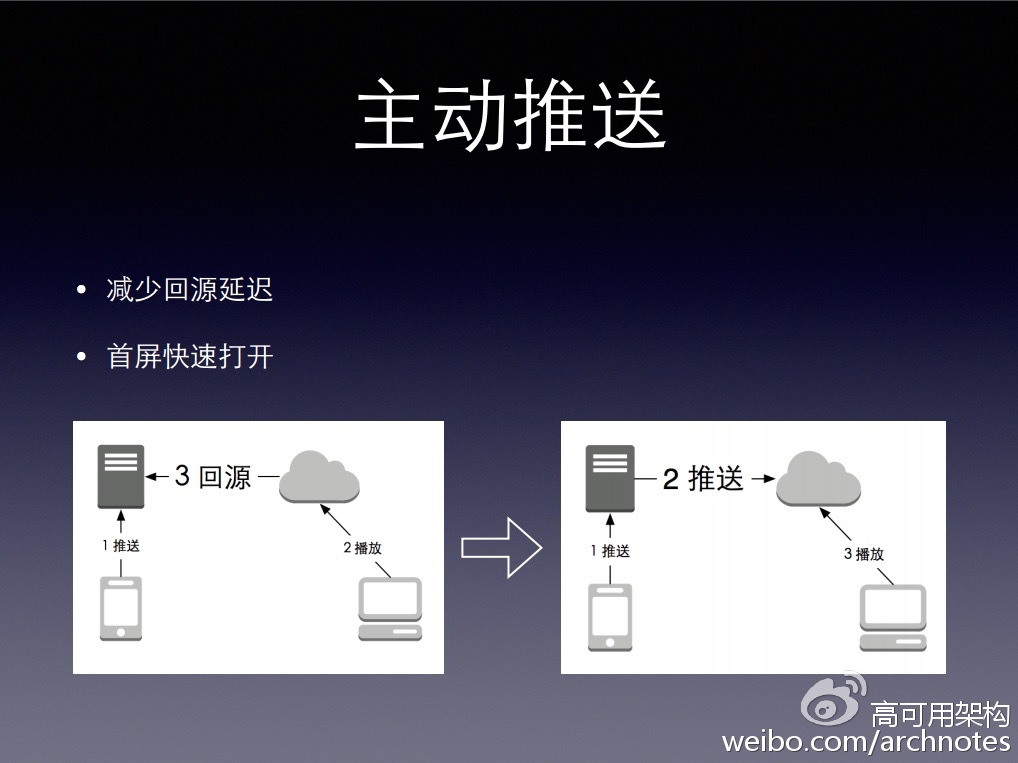 主动推送
• 减少回源延迟
• 首屏快速打开
3 回源
1 推送
2 播放
2 推送
1 推送
3 播放
高可用架构
weibo.com/archnotes